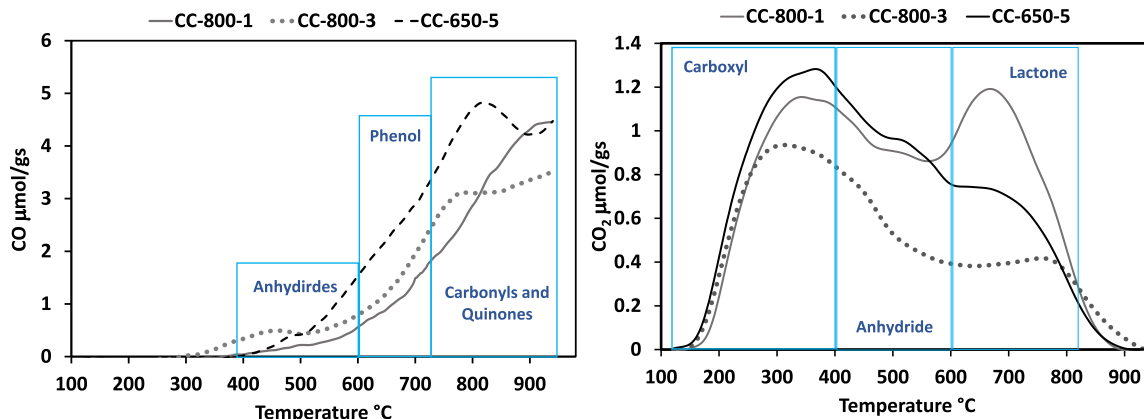 CC-800-1 CC-800-3 CC-650-5
6
5
4
3
2
1
0
CO µmol/gs
Anhydirdes
Phenol
Carbonyls and
Quinones
100 200 300 400 500 600 700 800 900
Temperature °C
CC-800-1 CC-800-3 CC-650-5
1.4
1.2
1
0.8
0.6
0.4
0.2
0
CO₂ µmol/gs
Carboxyl
Lactone
Anhydride
100 200 300 400 500 600 700 800 900
Temperature °C